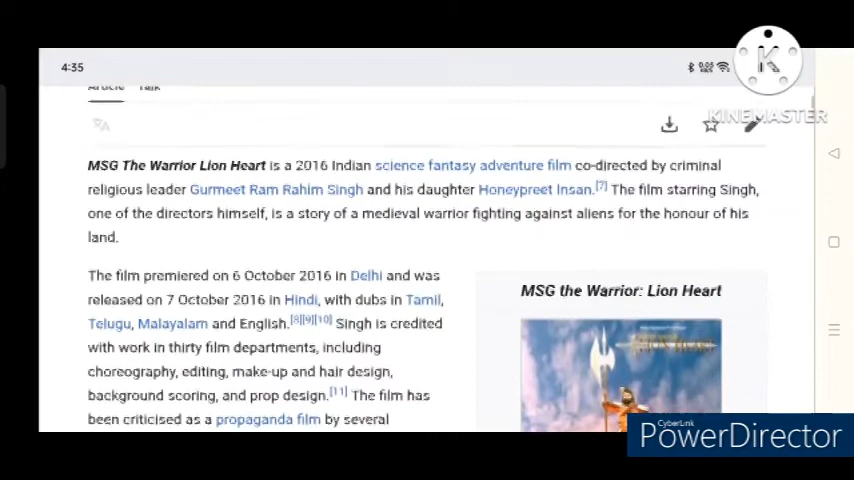 4:35
KINEMASTER
Article Talk
MSG The Warrior Lion Heart is a 2016 Indian science fantasy adventure film co-directed by criminal
religious leader Gurmeet Ram Rahim Singh and his daughter Honeypreet Insan.[7] The film starring Singh,
one of the directors himself, is a story of a medieval warrior fighting against aliens for the honour of his
land.
The film premiered on 6 October 2016 in Delhi and was
released on 7 October 2016 in Hindi, with dubs in Tamil,
Telugu, Malayalam and English.[8][9][10] Singh is credited
with work in thirty film departments, including
choreography, editing, make-up and hair design,
background scoring, and prop design.[11] The film has
been criticised as a propaganda film by several
MSG the Warrior: Lion Heart
CyberLink
PowerDirector